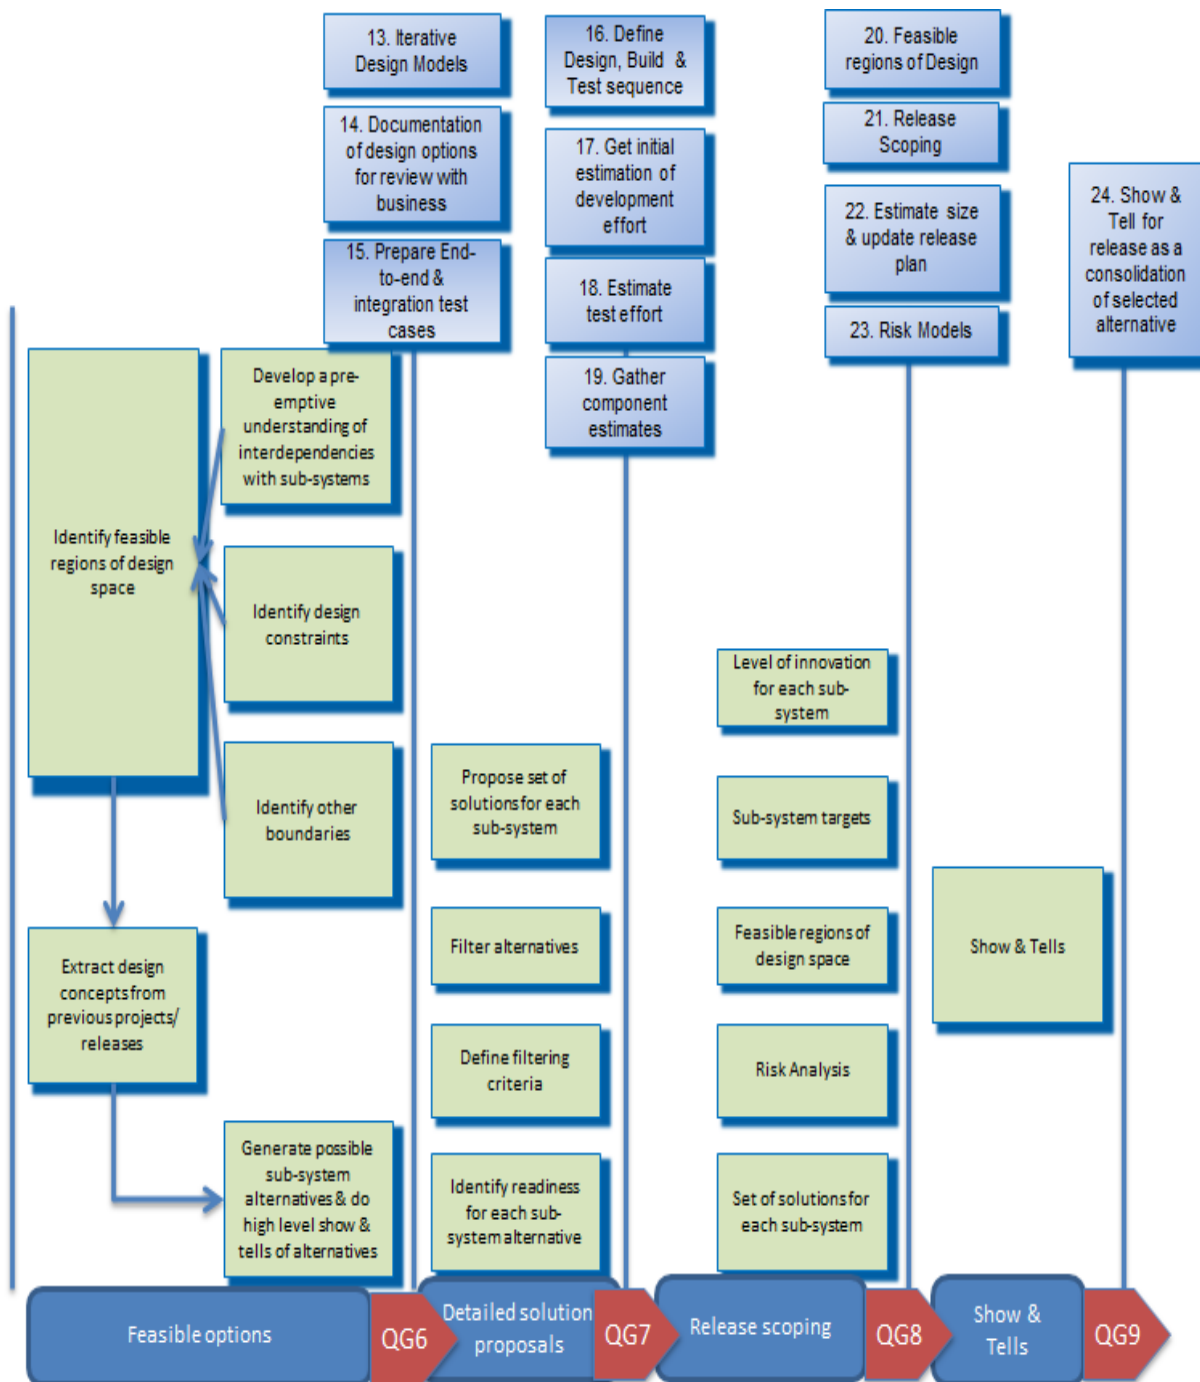 13. Iterative
Design Models
14. Documentation
of design options
for review with
business
15. Prepare End-
to-end &
integration test
cases
16. Define
Design, Build &
Test sequence
17. Get initial
estimation of
development
effort
18. Estimate
test effort
19. Gather
component
estimates
20. Feasible
regions of Design
21. Release
Scoping
22. Estimate size
& update release
plan
23. Risk Models
24. Show &
Tell for
release as a
consolidation
of selected
alternative
Identify feasible
regions of design
space
Develop a pre-
emptive
understanding of
interdependencies
with sub-systems
Identify design
constraints
Identify other
boundaries
Extract design
concepts from
previous projects/
releases
Generate possible
sub-system
alternatives & do
high level show &
tells of alternatives
Propose set of
solutions for each
sub-system
Filter alternatives
Define filtering
criteria
Identify readiness
for each sub-
system alternative
Level of innovation
for each sub-
system
Sub-system targets
Feasible regions of
design space
Risk Analysis
Set of solutions for
each sub-system
Show & Tells
Feasible options
QG6
Detailed solution
proposals
QG7
Release scoping
QG8
Show &
Tells
QG9